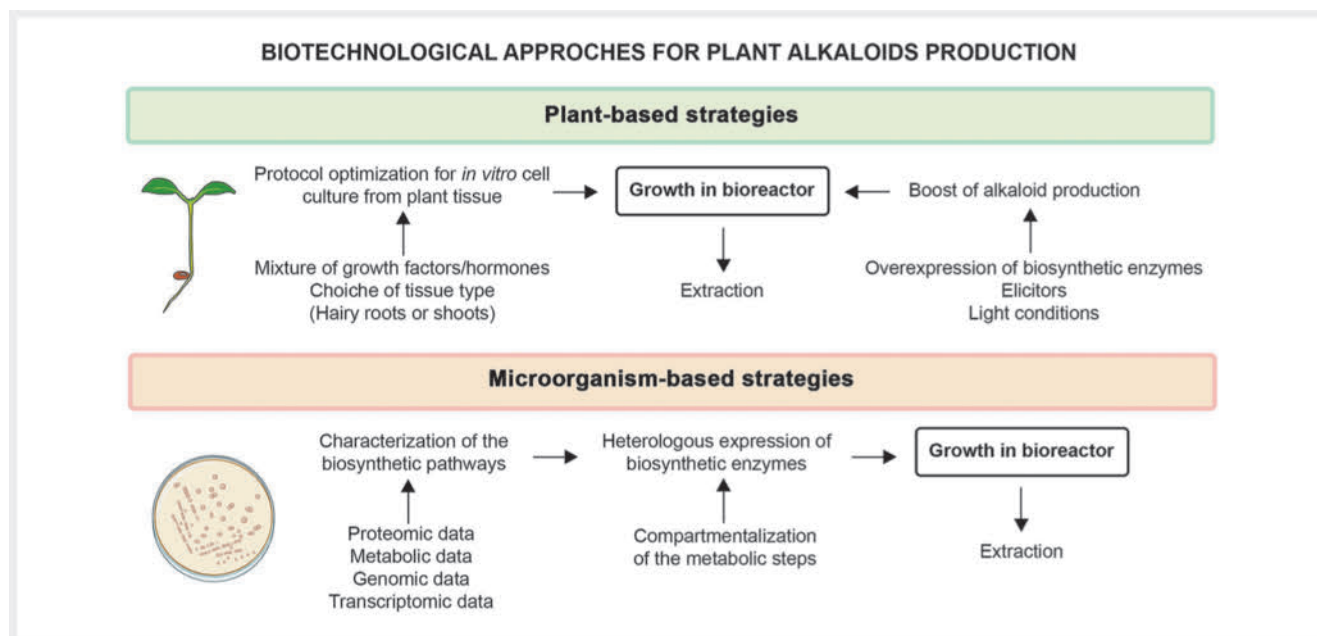 BIOTECHNOLOGICAL APPROCHES FOR PLANT ALKALOIDS PRODUCTION
Plant-based strategies
Protocol optimization for in vitro cell
culture from plant tissue
Growth in bioreactor
Boost of alkaloid production
Mixture of growth factors/hormones
Choiche of tissue type
(Hairy roots or shoots)
Extraction
Overexpression of biosynthetic enzymes
Elicitors
Light conditions
Microorganism-based strategies
Characterization of the
biosynthetic pathways
Heterologous expression of
biosynthetic enzymes
Growth in bioreactor
Proteomic data
Metabolic data
Genomic data
Transcriptomic data
Compartmentalization
of the metabolic steps
Extraction